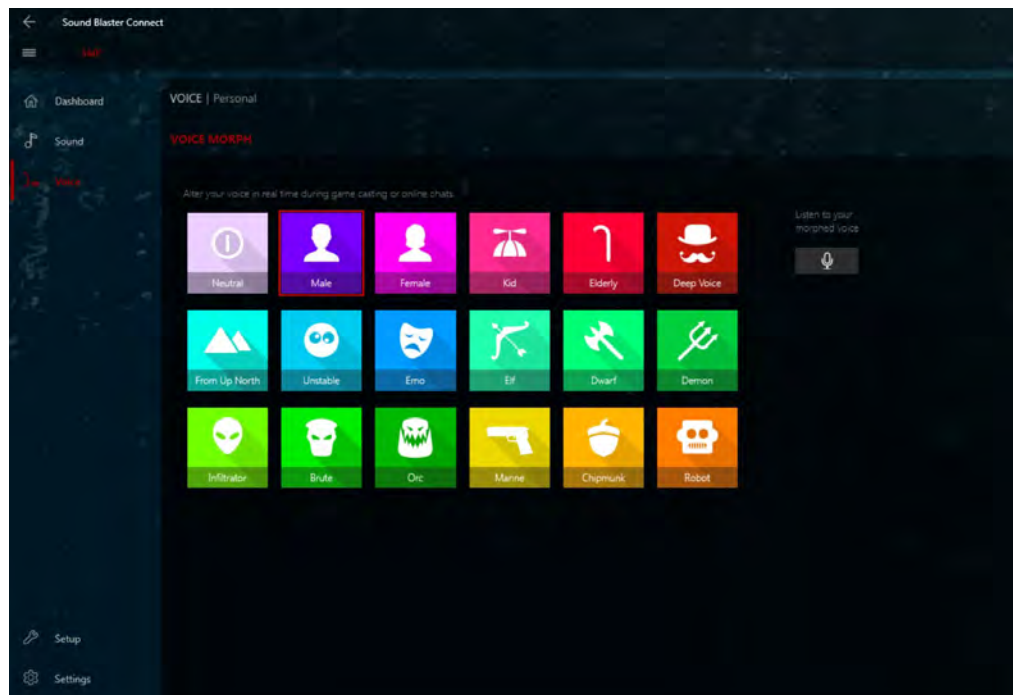 Sound Blaster Connect
Dashboard
VOICE | Personal
Sound
VOICE MORPH
Voice
Alter your voice in real time during game casting or online chats.
Listen to your
morphed voice
Neutral
Male
Female
Kid
Elderly
Deep Voice
From Up North
Unstable
Emo
Elf
Dwarf
Demon
Infiltrator
Brute
Orc
Marine
Chipmunk
Robot
Setup
Settings